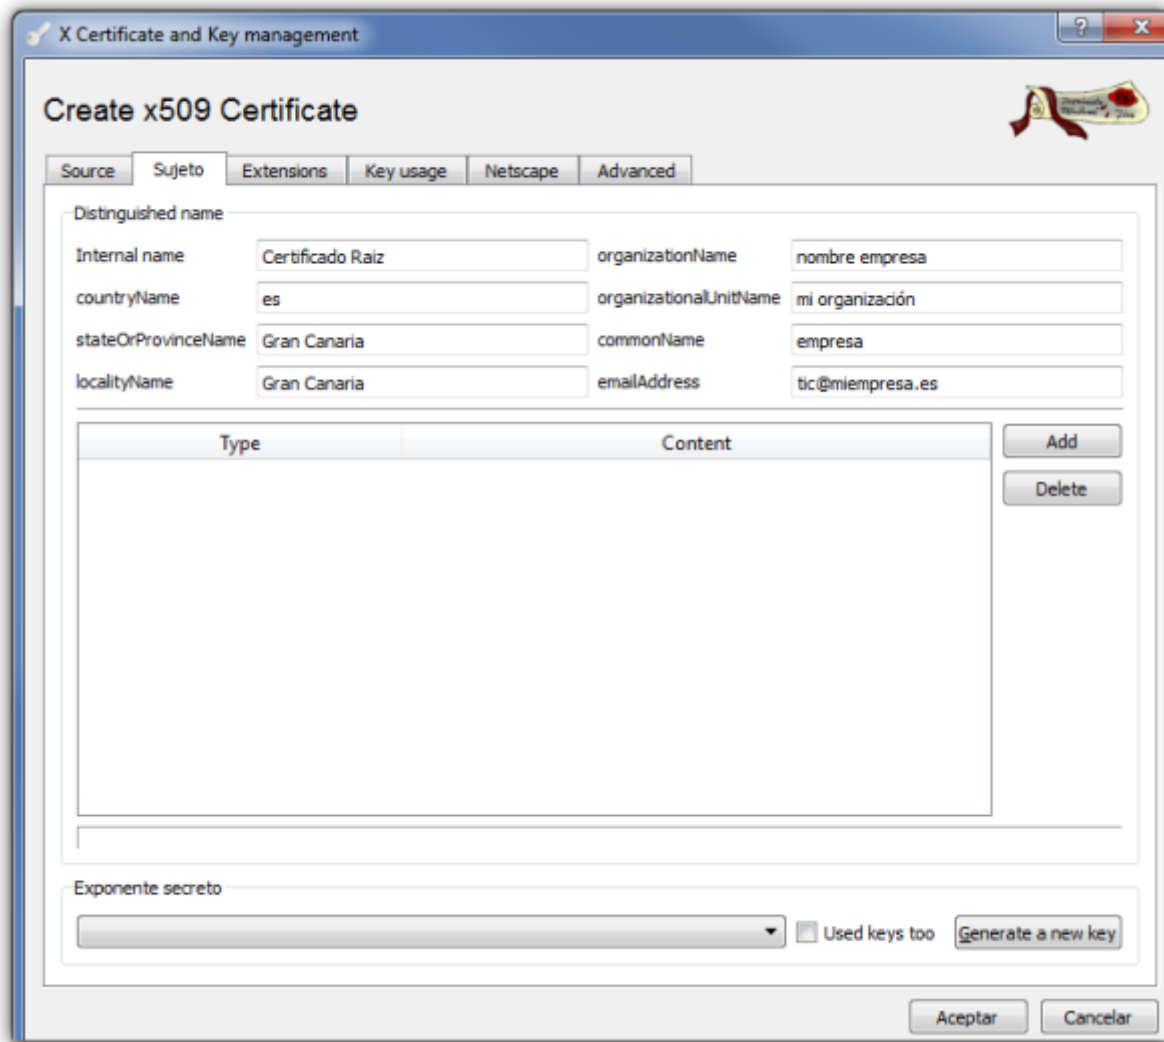 X Certificate and Key management
Create x509 Certificate
Source Sujeto Extensions Key usage Netscape Advanced
Distinguished name
Internal name Certificado Raiz organizationName nombre empresa
countryName es organizationalUnitName mi organización
stateOrProvinceName Gran Canaria commonName empresa
localityName Gran Canaria emailAddress tic@miempresa.es
Type Content Add
Delete
Exponente secreto
Used keys too Generate a new key
Aceptar Cancelar